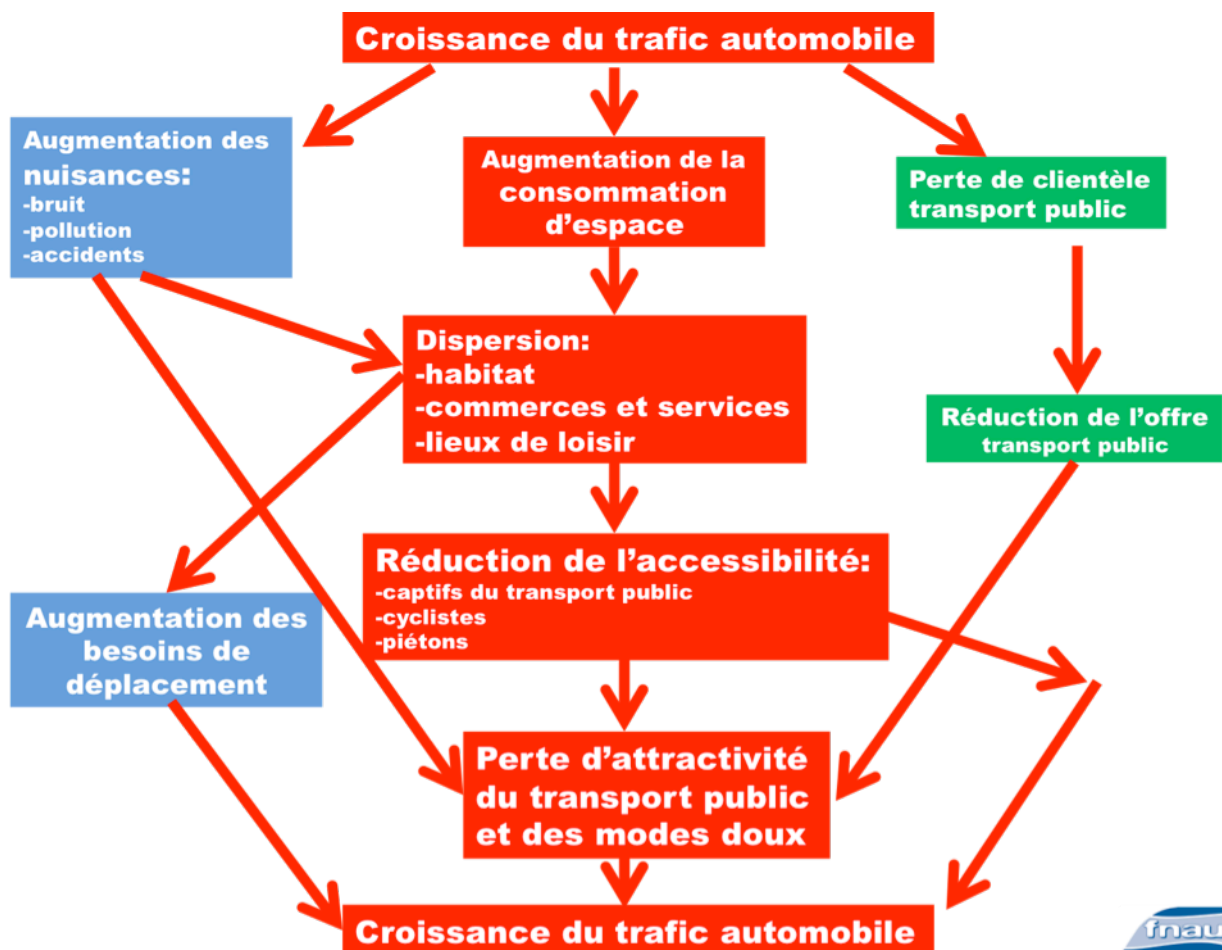 Croissance du trafic automobile
Augmentation des
nuisances:
-bruit
-pollution
-accidents
Augmentation de la
consommation
d’espace
Perte de clientèle
transport public
Dispersion:
-habitat
-commerces et services
-lieux de loisir
Réduction de l’offre
transport public
Réduction de l’accessibilité:
-captifs du transport public
-cyclistes
-piétons
Augmentation des
besoins de
déplacement
Perte d’attractivité
du transport public
et des modes doux
Croissance du trafic automobile
fnau